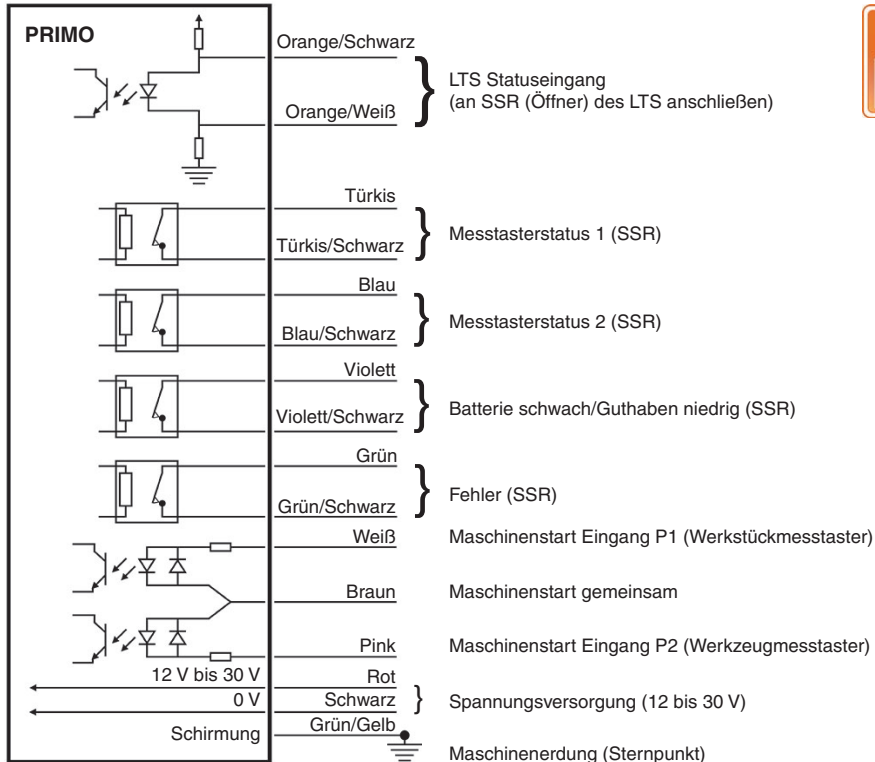 PRIMO
Orange/Schwarz
LTS Statuseingang
(an SSR (Öffner) des LTS anschließen)
Orange/Weiß
Türkis
Messtasterstatus 1 (SSR)
Türkis/Schwarz
Blau
Messtasterstatus 2 (SSR)
Blau/Schwarz
Violett
Batterie schwach/Guthaben niedrig (SSR)
Violett/Schwarz
Grün
Fehler (SSR)
Grün/Schwarz
Weiß
Maschinenstart Eingang P1 (Werkstückmesstaster)
Braun
Maschinenstart gemeinsam
Pink
Maschinenstart Eingang P2 (Werkzeugmesstaster)
12 V bis 30 V
Rot
0 V
Schwarz
Spannungsversorgung (12 bis 30 V)
Schirmung
Grün/Gelb
Maschinenerdung (Sternpunkt)